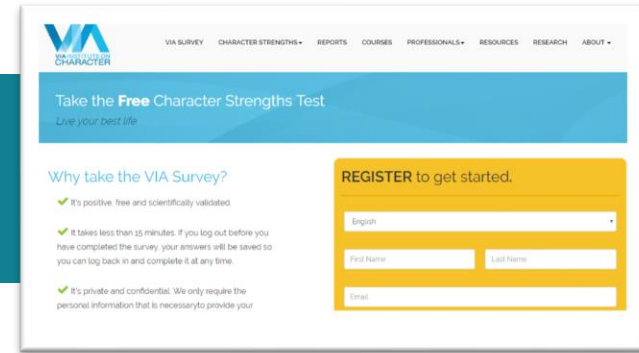 VIA INSTITUTE ON
CHARACTER
VIA SURVEY CHARACTER STRENGTHS REPORTS COURSES PROFESSIONALS RESOURCES RESEARCH ABOUT
Take the Free Character Strengths Test
Live your best life.
Why take the VIA Survey?
It's positive, free and scientifically validated.
It takes less than 15 minutes. If you log out before you
have completed the survey, your answers will be saved so
you can log back in and complete it at any time.
It's private and confidential. We only require the
personal information that is necessaryto provide your
REGISTER to get started.
English
First Name Last Name
Email